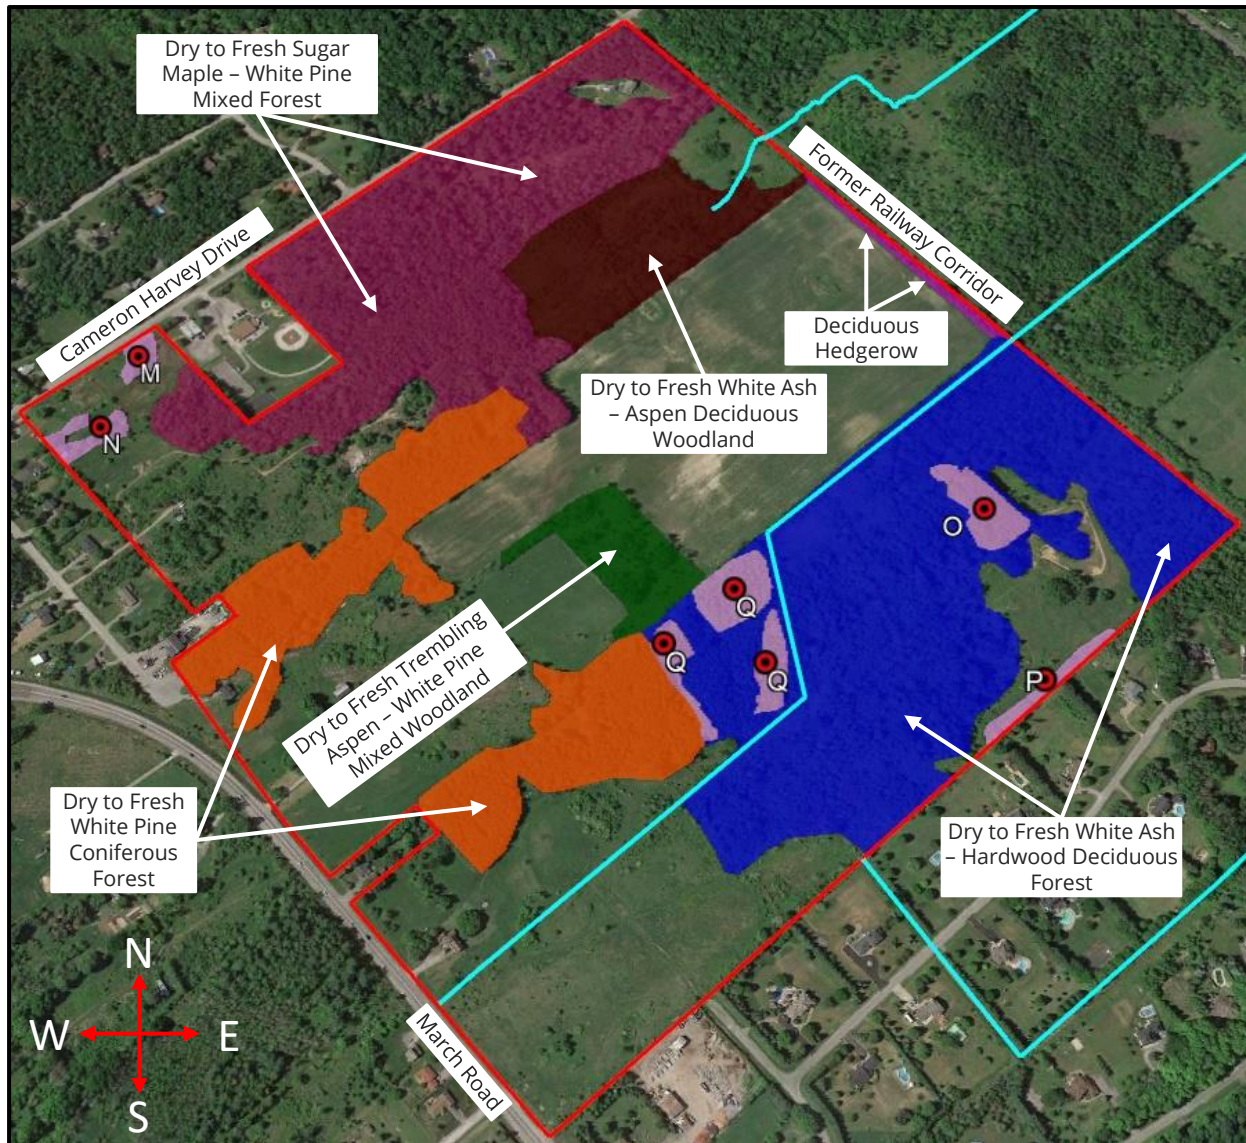 Dry to Fresh Sugar
Maple – White Pine
Mixed Forest
Former Railway Corridor
Cameron Harvey Drive
Deciduous
Hedgerow
M
Dry to Fresh White Ash
– Aspen Deciduous
Woodland
N
O
Q
Q
Q
P
Dry to Fresh Trembling
Aspen – White Pine
Mixed Woodland
Dry to Fresh
White Pine
Coniferous
Forest
Dry to Fresh White Ash
– Hardwood Deciduous
Forest
N
W
E
S
March Road